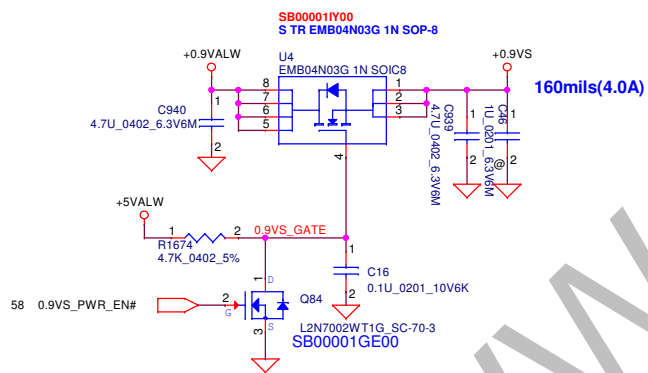 SB00001IY00
S TR EMB04N03G 1N SOP-8
+0.9VALW
U4
EMB04N03G 1N SOIC8
+0.9VS
160mils(4.0A)
8
7
6
5
1
2
3
4
1
C940
4.7U_0402_6.3V6M
2
1
C939
4.7U_0402_6.3V6M
2
1
C46
1U_0201_6.3V6M
@
2
+5VALW
1
2
0.9VS_GATE
R1674
4.7K_0402_5%
1
C16
0.1U_0201_10V6K
2
58 0.9VS_PWR_EN#
1
D
2
G
3
S
Q84
L2N7002WT1G_SC-70-3
SB00001GE00